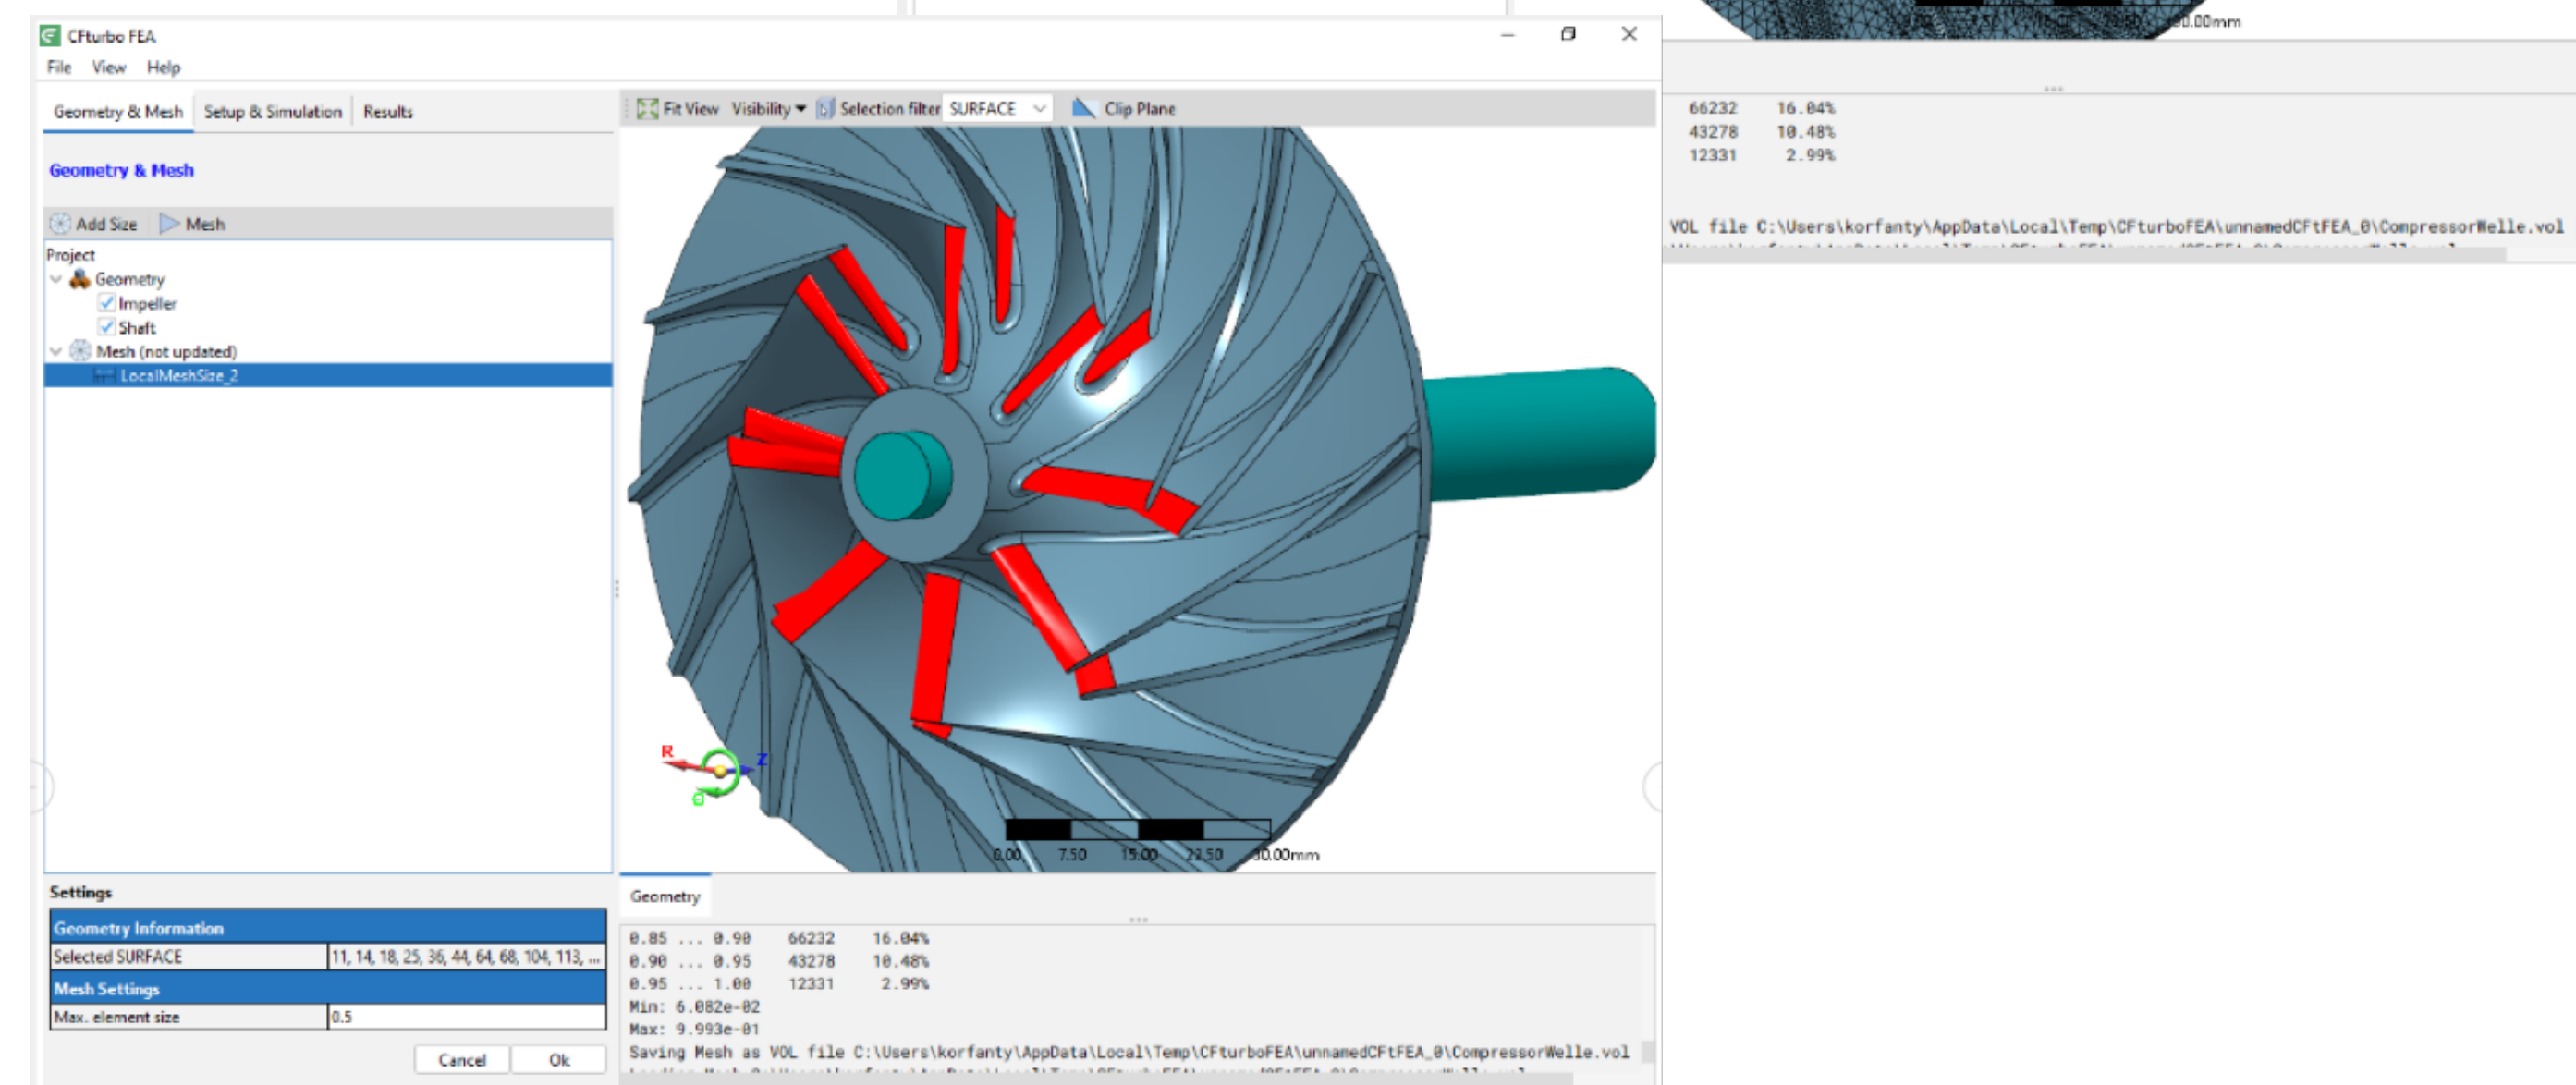 CFturbo FEA
File View Help
Geometry & Mesh Setup & Simulation Results
Fit View Visibility Selection filter SURFACE Clip Plane
Geometry & Mesh
Add Size Mesh
Project
Geometry
Impeller
Shaft
Mesh (not updated)
LocalMeshSize_2
R
Z
0.00 7.50 15.00 22.50 30.00mm
Settings
Geometry Information
Selected SURFACE 11, 14, 18, 25, 36, 44, 64, 68, 104, 113, ...
Mesh Settings
Max. element size 0.5
Cancel Ok
Geometry
0.85 ... 0.90 66232 16.04%
0.90 ... 0.95 43278 10.48%
0.95 ... 1.00 12331 2.99%
Min: 6.082e-02
Max: 9.993e-01
Saving Mesh as VOL file C:\Users\korfanty\AppData\Local\Temp\CFturboFEA\unnamedCFtFEA_0\CompressorWelle.vol
66232 16.04%
43278 10.48%
12331 2.99%
VOL file C:\Users\korfanty\AppData\Local\Temp\CFturboFEA\unnamedCFtFEA_0\CompressorWelle.vol